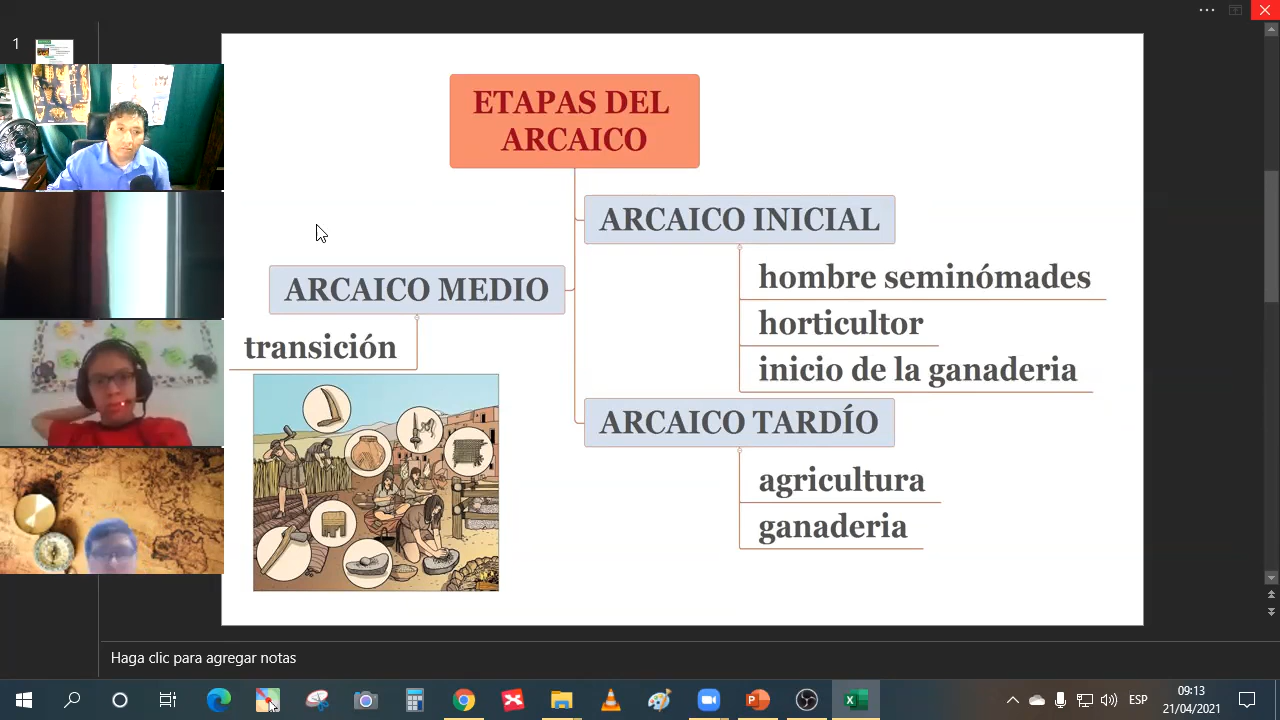 1
ETAPAS DEL
ARCAICO
ARCAICO INICIAL
hombre seminómades
horticultor
inicio de la ganaderia
ARCAICO MEDIO
transición
ARCAICO TARDÍO
agricultura
ganaderia
Haga clic para agregar notas
ESP
09:13
21/04/2021